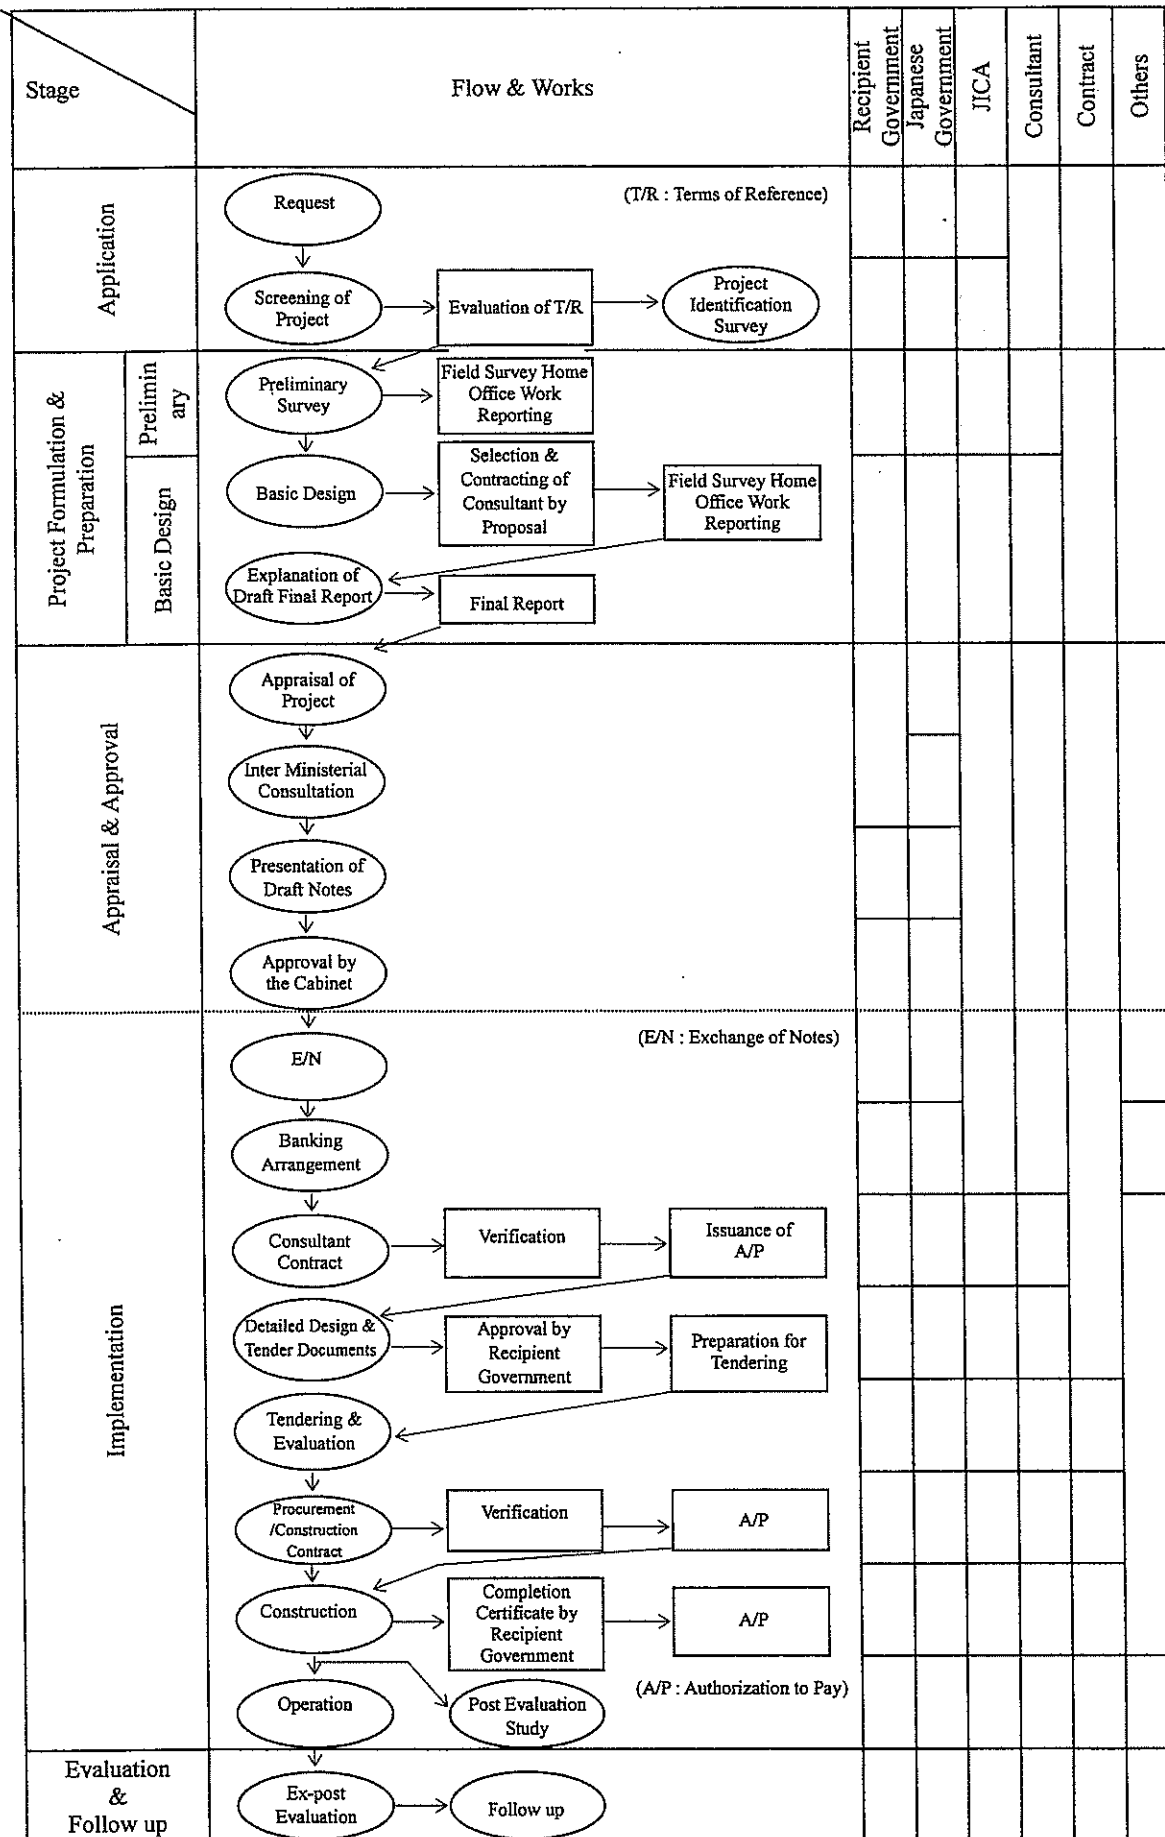 Stage
Flow & Works
Recipient
Government
Japanese
Government
JICA
Consultant
Contract
Others
Application
Request
(T/R : Terms of Reference)
Screening of
Project
Evaluation of T/R
Project
Identification
Survey
Project Formulation &
Preparation
Prelimin
ary
Preliminary
Survey
Field Survey Home
Office Work
Reporting
Basic Design
Basic Design
Selection &
Contracting of
Consultant by
Proposal
Field Survey Home
Office Work
Reporting
Explanation of
Draft Final Report
Final Report
Appraisal & Approval
Appraisal of
Project
Inter Ministerial
Consultation
Presentation of
Draft Notes
Approval by
the Cabinet
Implementation
E/N
(E/N : Exchange of Notes)
Banking
Arrangement
Consultant
Contract
Verification
Issuance of
A/P
Detailed Design &
Tender Documents
Approval by
Recipient
Government
Preparation for
Tendering
Tendering &
Evaluation
Procurement
/Construction
Contract
Verification
A/P
Construction
Completion
Certificate by
Recipient
Government
A/P
Operation
Post Evaluation
Study
(A/P : Authorization to Pay)
Evaluation
&
Follow up
Ex-post
Evaluation
Follow up